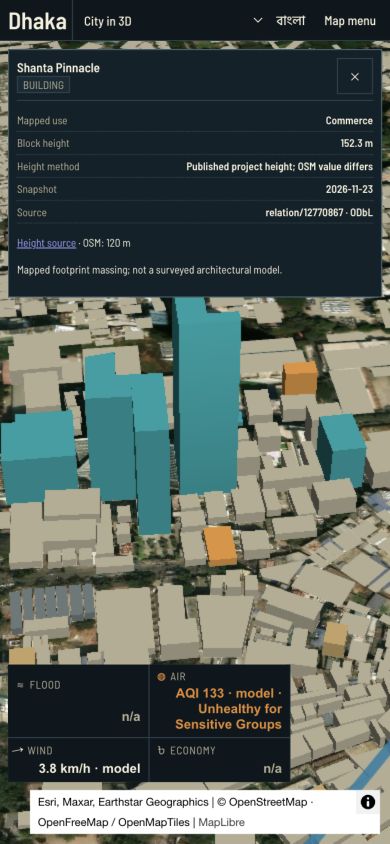 Dhaka
City in 3D
বাংলা
Map menu
Shanta Pinnacle
BUILDING
Mapped use Commerce
Block height 152.3 m
Height method Published project height; OSM value differs
Snapshot 2026-11-23
Source relation/12770867 · ODbL
Height source · OSM: 120 m
Mapped footprint massing; not a surveyed architectural model.
≈ FLOOD
n/a
AIR
AQI 133 · model ·
Unhealthy for
Sensitive Groups
→ WIND
3.8 km/h · model
৳ ECONOMY
n/a
Esri, Maxar, Earthstar Geographics | © OpenStreetMap ·
OpenFreeMap / OpenMapTiles | MapLibre